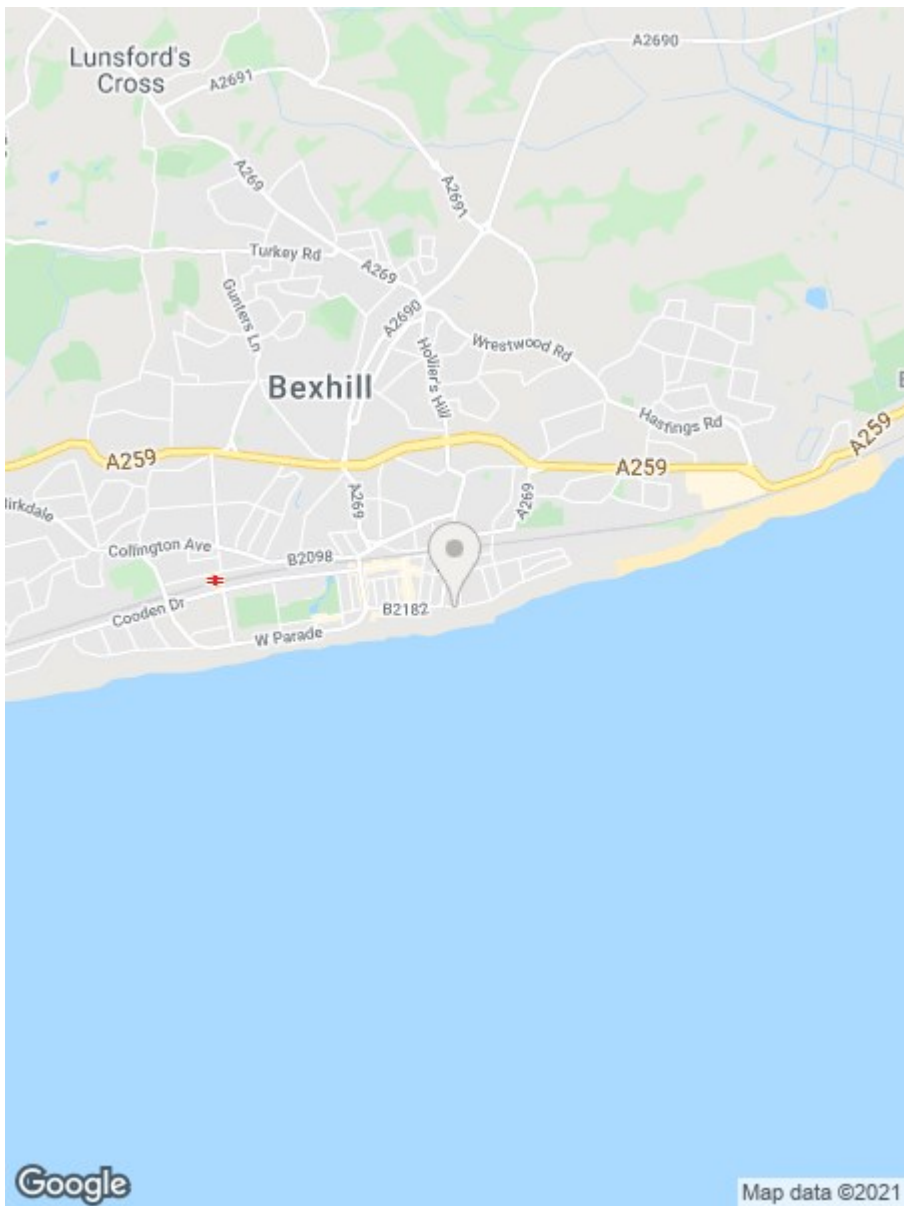 Lunsford's
Cross
A2690
A2691
A269
A2691
Turkey Rd
A269
Gunters Ln
A2690
Hollier's Hill
Wrestwood Rd
Bexhill
Hastings Rd
A259
A259
A259
A269
A269
Collington Ave
B2098
Cooden Dr
B2182
W Parade
Google
Map data ©2021